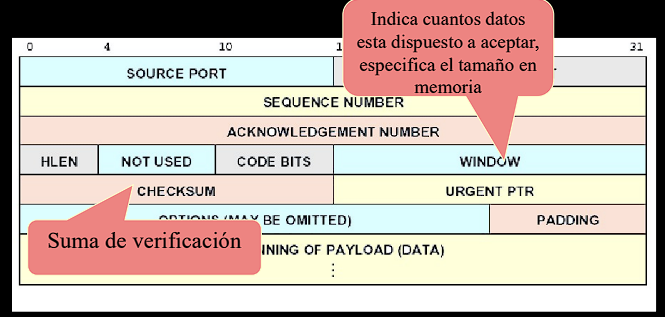 Indica cuantos datos
esta dispuesto a aceptar,
especifica el tamaño en
memoria
0 4 10 1 31
SOURCE PORT
SEQUENCE NUMBER
ACKNOWLEDGEMENT NUMBER
HLEN NOT USED CODE BITS WINDOW
CHECKSUM URGENT PTR
OPTIONS (MAY BE OMITTED) PADDING
Suma de verificación
NNING OF PAYLOAD (DATA)
⋮